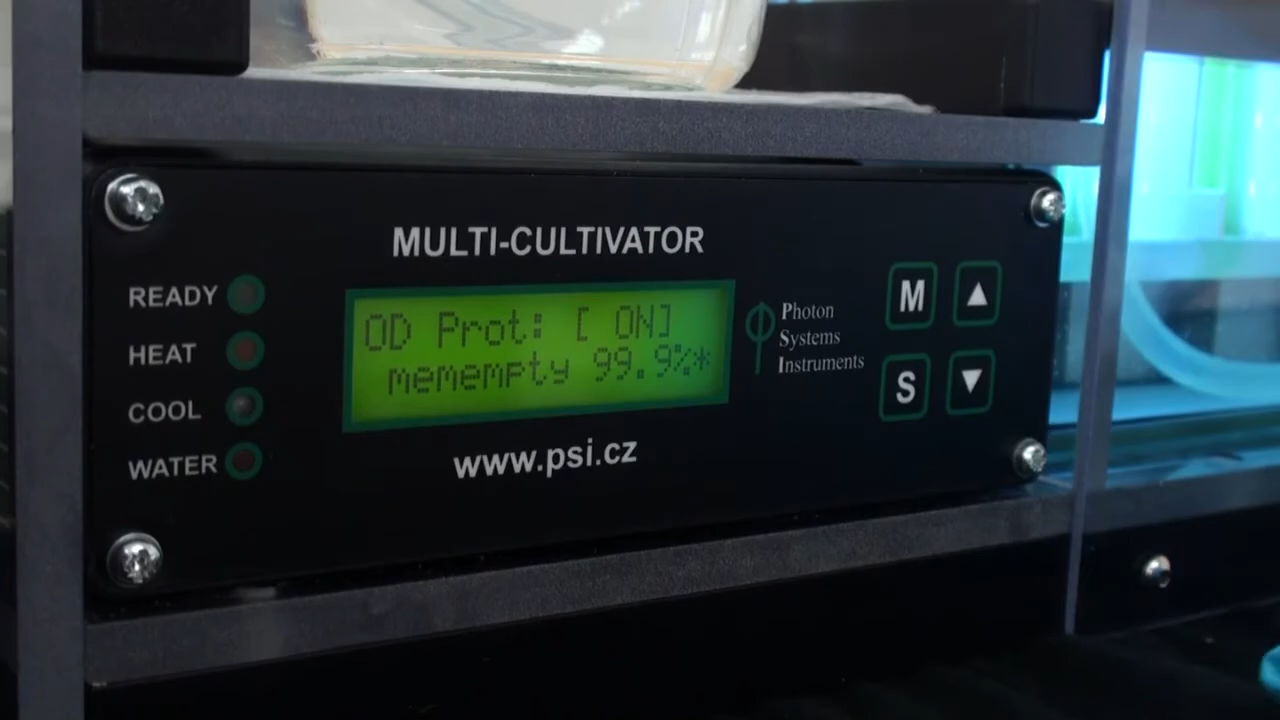 MULTI-CULTIVATOR
READY
HEAT
COOL
WATER
OD Prot: [ ON]
memempty 99.9%*
Photon
Systems
Instruments
M
S
www.psi.cz